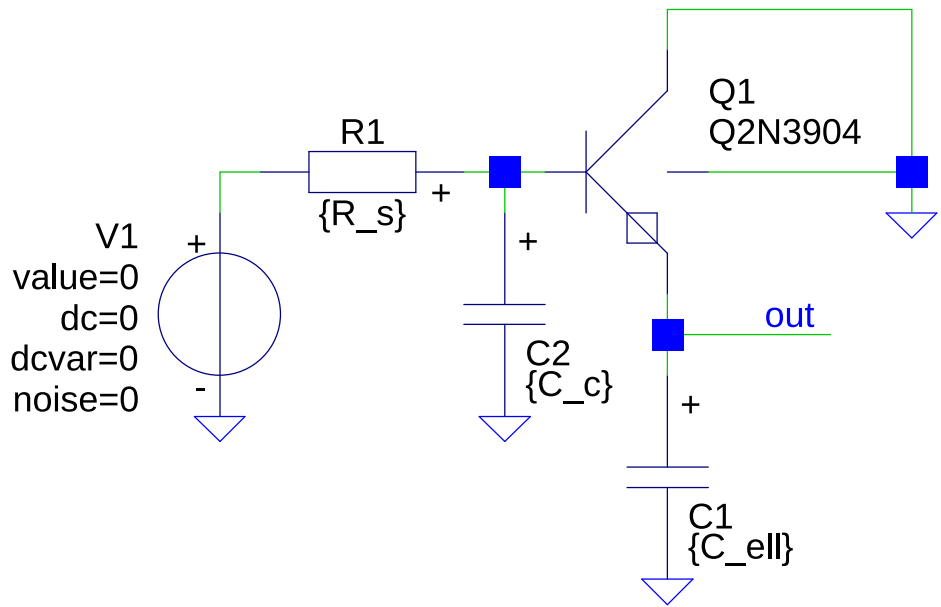 Q1
Q2N3904
R1
+
{R_s}
V1
+
value=0
dc=0
dcvar=0
noise=0
-
+
C2
{C_c}
out
+
C1
{C_ell}